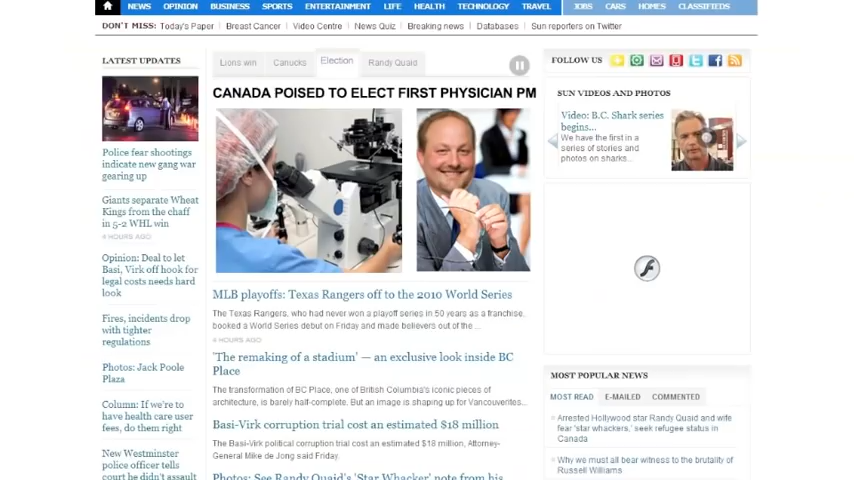 NEWS OPINION BUSINESS SPORTS ENTERTAINMENT LIFE HEALTH TECHNOLOGY TRAVEL JOBS CARS HOMES CLASSIFIEDS
DON'T MISS: Today's Paper Breast Cancer Video Centre News Quiz Breaking news Databases Sun reporters on Twitter
LATEST UPDATES
Police fear shootings
indicate new gang war
gearing up
Giants separate Wheat
Kings from the chaff
in 5-2 WHL win
4 HOURS AGO
Opinion: Deal to let
Basi, Virk off hook for
legal costs needs hard
look
Fires, incidents drop
with tighter
regulations
Photos: Jack Poole
Plaza
Column: If we're to
have health care user
fees, do them right
New Westminster
police officer tells
court he didn't assault
Lions win Canucks Election Randy Quaid
CANADA POISED TO ELECT FIRST PHYSICIAN PM
MLB playoffs: Texas Rangers off to the 2010 World Series
The Texas Rangers, who had never won a playoff series in 50 years as a franchise,
booked a World Series debut on Friday and made believers out of the ...
4 HOURS AGO
'The remaking of a stadium' — an exclusive look inside BC
Place
The transformation of BC Place, one of British Columbia's iconic pieces of
architecture, is barely half-complete. But an image is shaping up for Vancouverites...
Basi-Virk corruption trial cost an estimated $18 million
The Basi-Virk political corruption trial cost an estimated $18 million, Attorney-
General Mike de Jong said Friday.
Photos: See Randy Quaid's 'Star Whacker' note from his
FOLLOW US
SUN VIDEOS AND PHOTOS
Video: B.C. Shark series
begins...
We have the first in a
series of stories and
photos on sharks...
MOST POPULAR NEWS
MOST READ E-MAILED COMMENTED
Arrested Hollywood star Randy Quaid and wife
fear 'star whackers,' seek refugee status in
Canada
Why we must all bear witness to the brutality of
Russell Williams